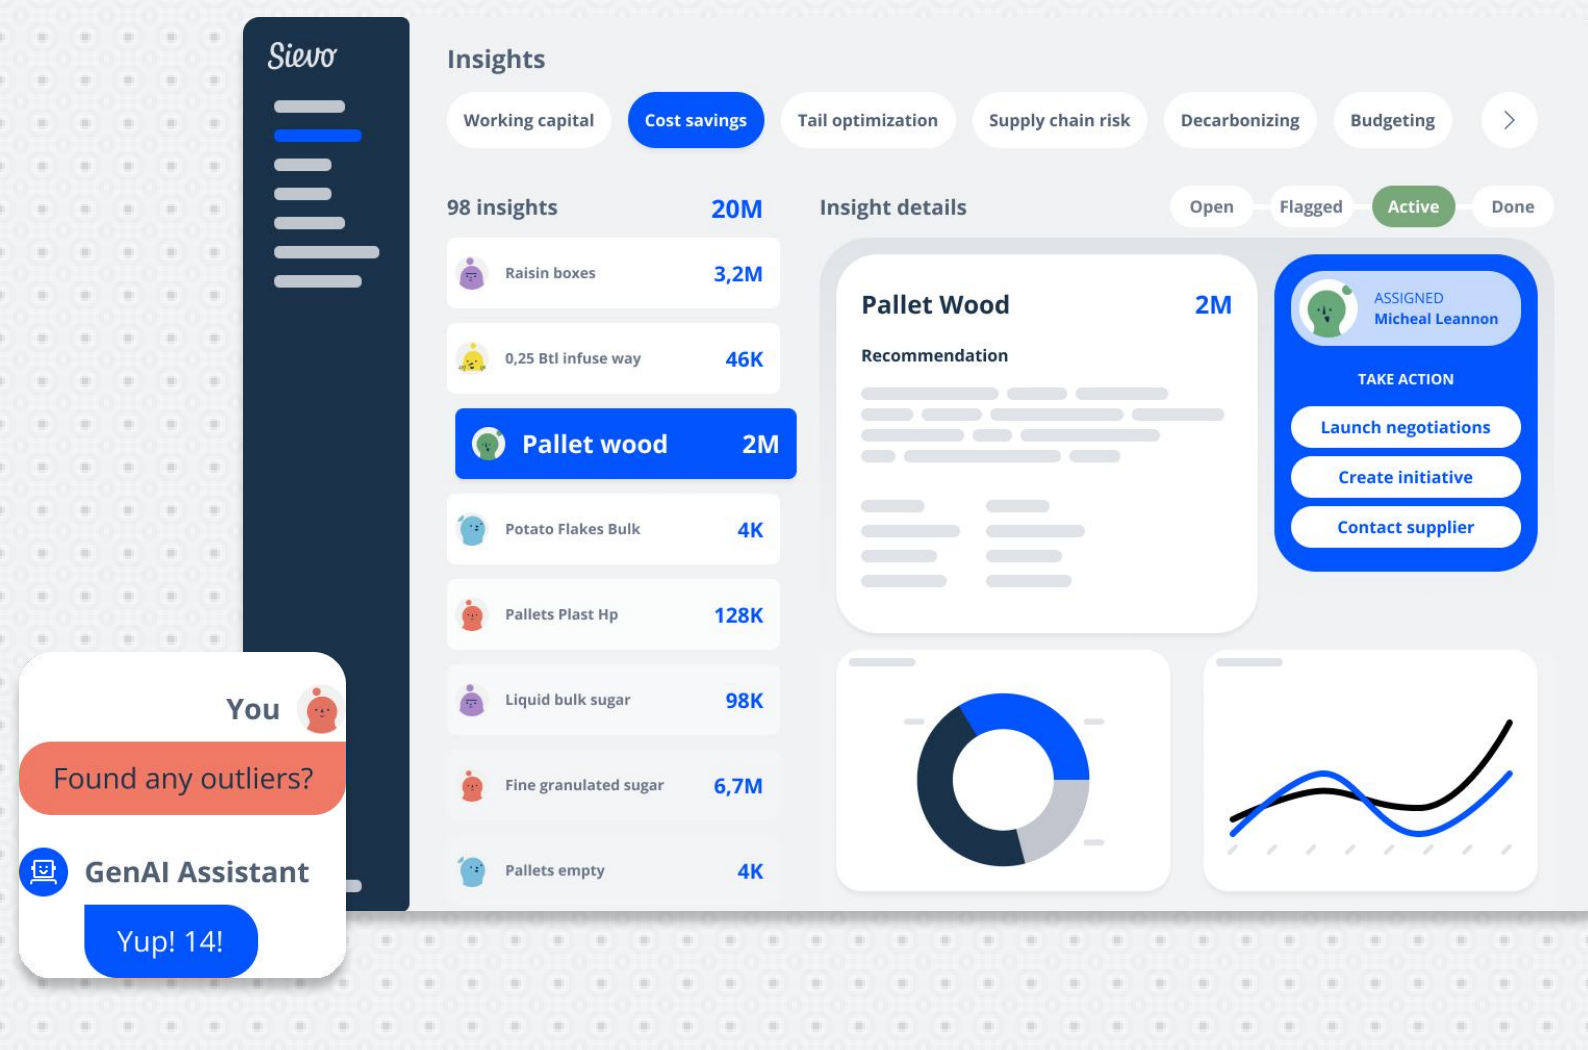 Sievo
Insights
Working capital
Cost savings
Tail optimization
Supply chain risk
Decarbonizing
Budgeting
98 insights 20M
Raisin boxes 3,2M
0,25 Btl infuse way 46K
Pallet wood 2M
Potato Flakes Bulk 4K
Pallets Plast Hp 128K
Liquid bulk sugar 98K
Fine granulated sugar 6,7M
Pallets empty 4K
Insight details
Open
Flagged
Active
Done
Pallet Wood 2M
Recommendation
ASSIGNED
Micheal Leannon
TAKE ACTION
Launch negotiations
Create initiative
Contact supplier
You
Found any outliers?
GenAI Assistant
Yup! 14!